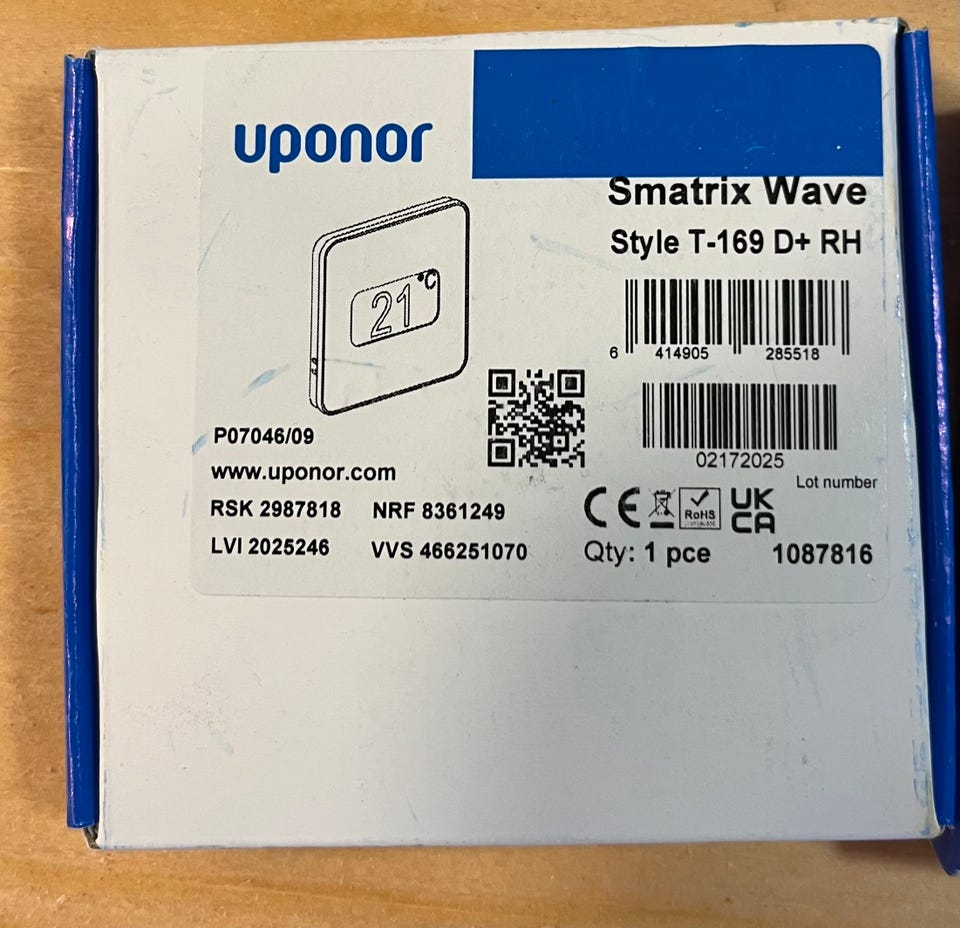 uponor
Smatrix Wave
Style T-169 D+ RH
21°C
6 414905 285518
02172025
Lot number
P07046/09
www.uponor.com
RSK 2987818 NRF 8361249
LVI 2025246 VVS 466251070
CE
RoHS
UK
CA
Qty: 1 pce 1087816